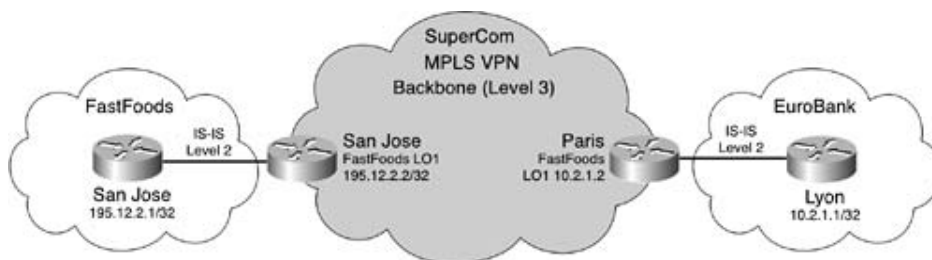 SuperCom
MPLS VPN
Backbone (Level 3)
FastFoods
IS-IS
Level 2
San Jose
195.12.2.1/32
San Jose
FastFoods LO1
195.12.2.2/32
Paris
FastFoods
LO1 10.2.1.2
EuroBank
IS-IS
Level 2
Lyon
10.2.1.1/32